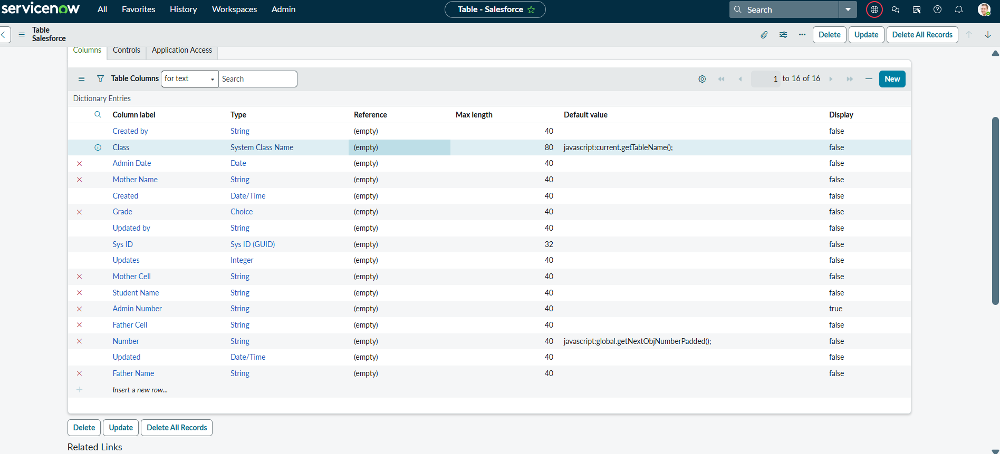 servicenow All Favorites History Workspaces Admin Table - Salesforce Search
Table
Salesforce
Delete Update Delete All Records
Columns Controls Application Access
Table Columns for text Search 1 to 16 of 16 New
Dictionary Entries
Column label Type Reference Max length Default value Display
Created by String (empty) 40 false
Class System Class Name (empty) 80 javascript:current.getTableName(); false
Admin Date Date (empty) 40 false
Mother Name String (empty) 40 false
Created Date/Time (empty) 40 false
Grade Choice (empty) 40 false
Updated by String (empty) 40 false
Sys ID Sys ID (GUID) (empty) 32 false
Updates Integer (empty) 40 false
Mother Cell String (empty) 40 false
Student Name String (empty) 40 false
Admin Number String (empty) 40 true
Father Cell String (empty) 40 false
Number String (empty) 40 javascript:global.getNextObjNumberPadded(); false
Updated Date/Time (empty) 40 false
Father Name String (empty) 40 false
Insert a new row...
Delete Update Delete All Records
Related Links